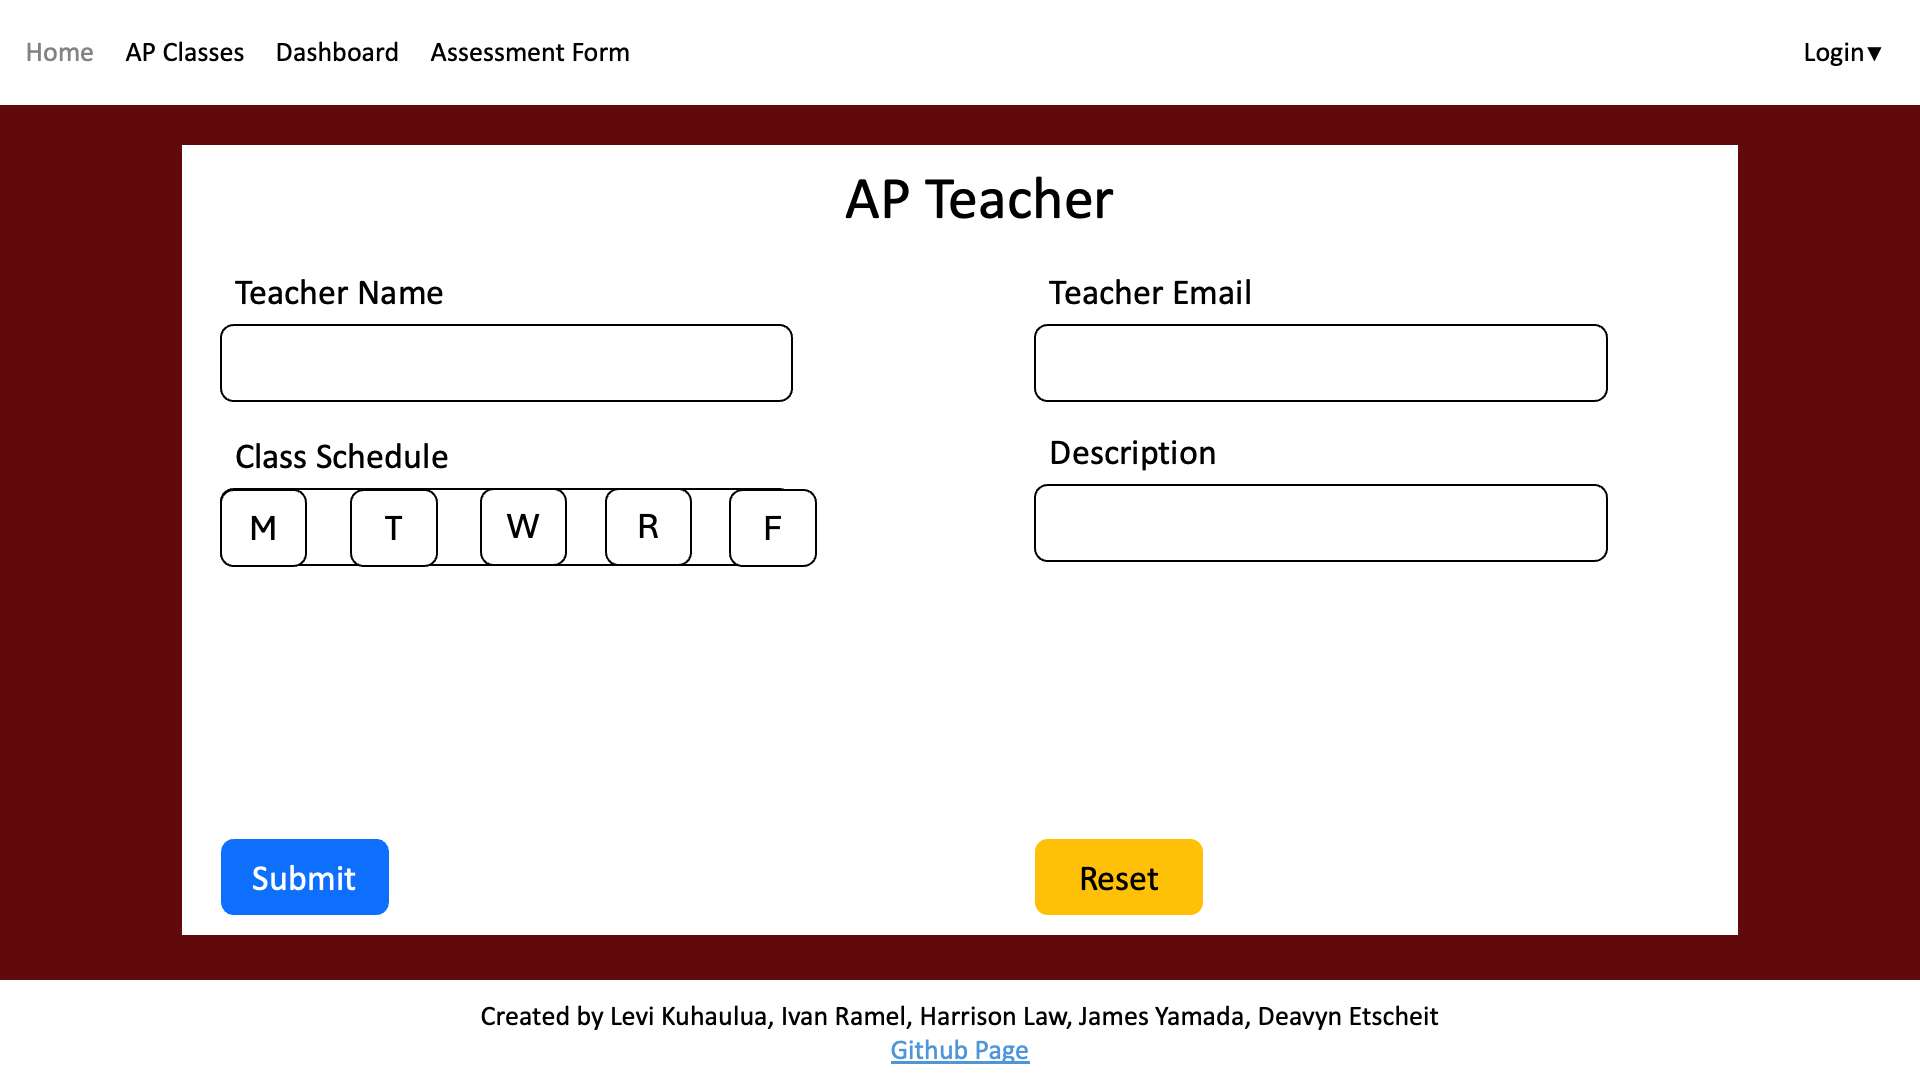 Home AP Classes Dashboard Assessment Form Login▼
AP Teacher
Teacher Name Teacher Email
Class Schedule Description
M T W R F
Submit Reset
Created by Levi Kuhaulua, Ivan Ramel, Harrison Law, James Yamada, Deavyn Etscheit
Github Page